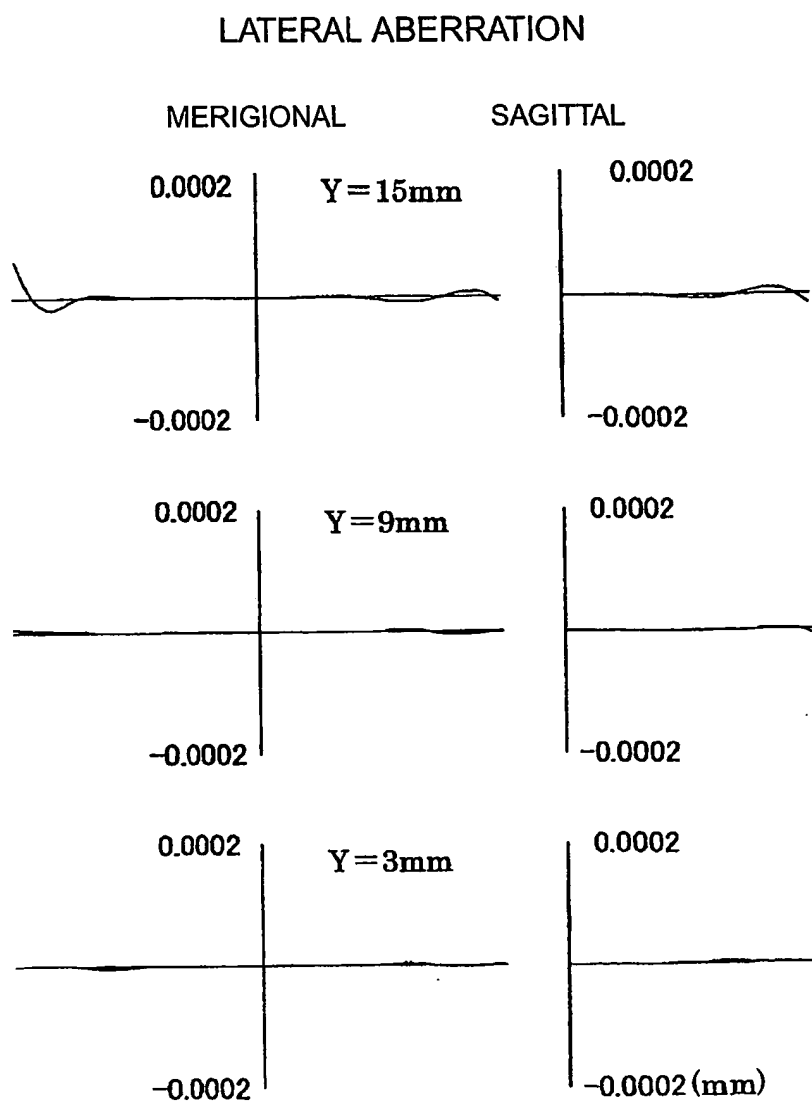 LATERAL ABERRATION
MERIGIONAL SAGITTAL
0.0002 Y=15mm 0.0002
-0.0002 -0.0002
0.0002 Y=9mm 0.0002
-0.0002 -0.0002
0.0002 Y=3mm 0.0002
-0.0002 -0.0002(mm)